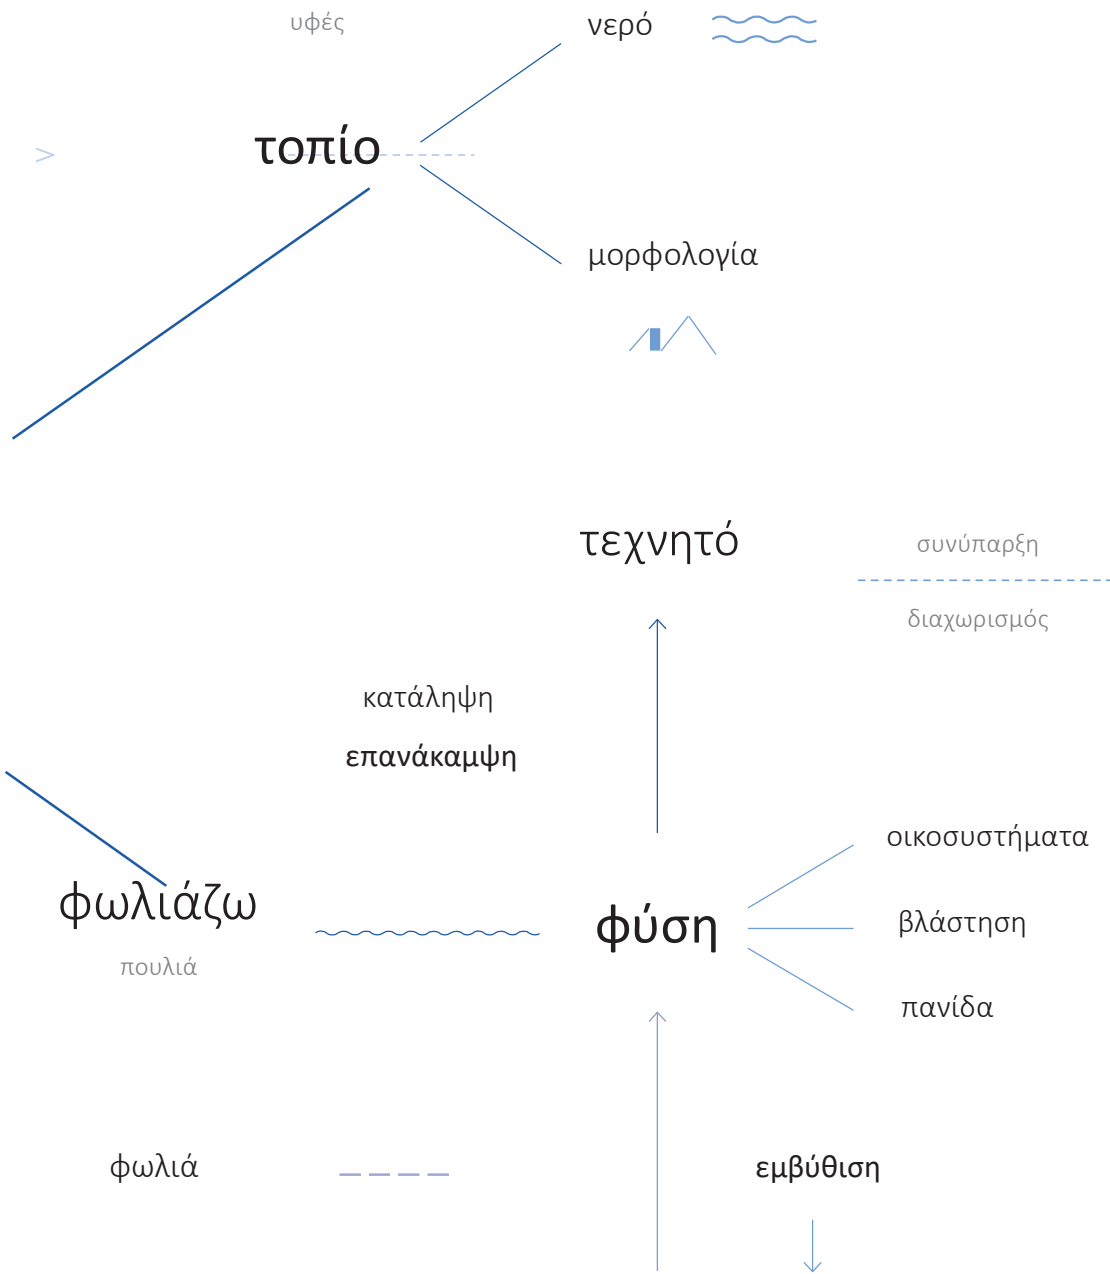 υφές
νερό
τοπίο
μορφολογία
τεχνητό
συνύπαρξη
διαχωρισμός
κατάληψη
επανάκαμψη
οικοσυστήματα
φωλιάζω
φύση
βλάστηση
πουλιά
πανίδα
φωλιά
εμβύθιση